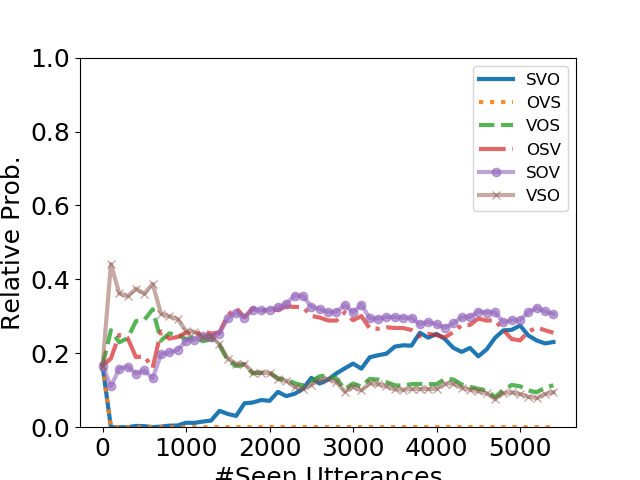 1.0
0.8
0.6
0.4
0.2
0.0
Relative Prob.
0 1000 2000 3000 4000 5000
#Seen Utterances
SVO
OVS
VOS
OSV
SOV
VSO